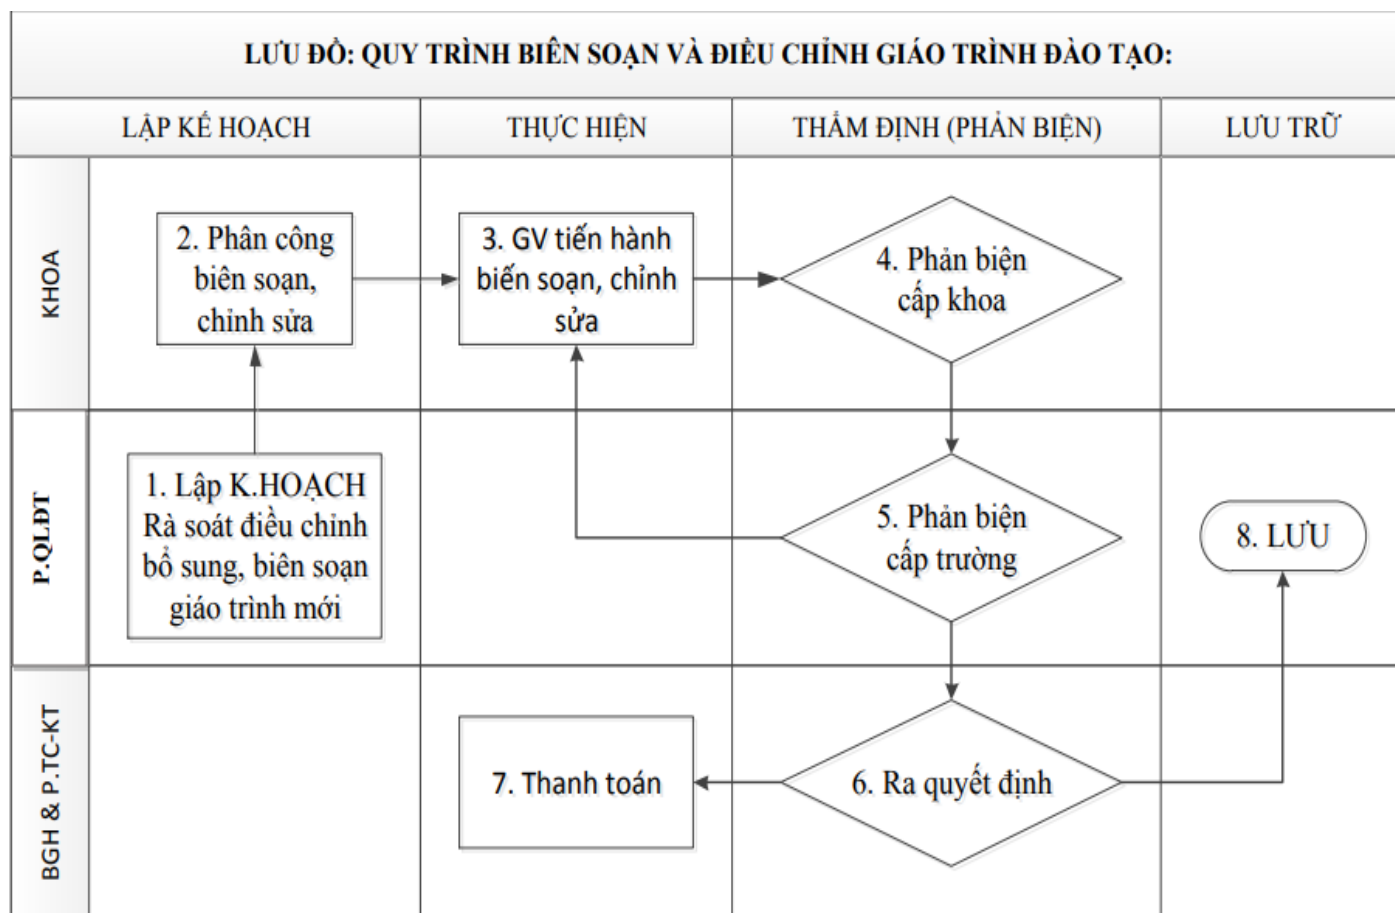 LƯU ĐỒ: QUY TRÌNH BIÊN SOẠN VÀ ĐIỀU CHỈNH GIÁO TRÌNH ĐÀO TẠO:
LẬP KẾ HOẠCH
THỰC HIỆN
THẨM ĐỊNH (PHẢN BIỆN)
LƯU TRỮ
KHOA
2. Phân công
biên soạn,
chỉnh sửa
3. GV tiến hành
biến soạn, chỉnh
sửa
4. Phản biện
cấp khoa
P.QLĐT
1. Lập K.HOẠCH
Rà soát điều chỉnh
bổ sung, biên soạn
giáo trình mới
5. Phản biện
cấp trường
8. LƯU
BGH & P.TC-KT
7. Thanh toán
6. Ra quyết định